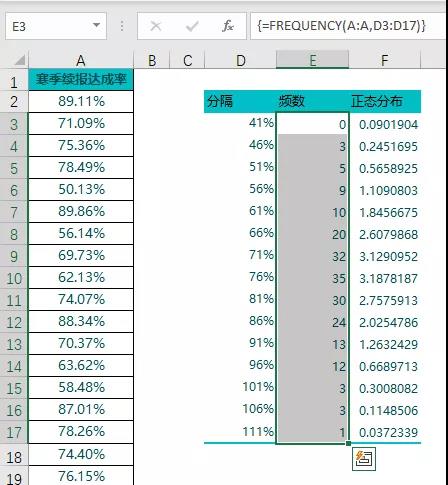 E3 fx {=FREQUENCY(A:A,D3:D17)}
A B C D E F
1 寒季续报达成率
2 89.11% 分隔 频数 正态分布
3 71.09% 41% 0 0.0901904
4 75.36% 46% 3 0.2451695
5 78.49% 51% 5 0.5658925
6 50.13% 56% 9 1.1090803
7 89.86% 61% 10 1.8456675
8 56.14% 66% 20 2.6079868
9 69.73% 71% 32 3.1290952
10 62.13% 76% 35 3.1878187
11 74.07% 81% 30 2.7575913
12 88.34% 86% 24 2.0254786
13 70.37% 91% 13 1.2632429
14 63.62% 96% 12 0.6689713
15 58.48% 101% 3 0.3008082
16 87.01% 106% 3 0.1148506
17 78.26% 111% 1 0.0372339
18 74.40%
19 76.15%